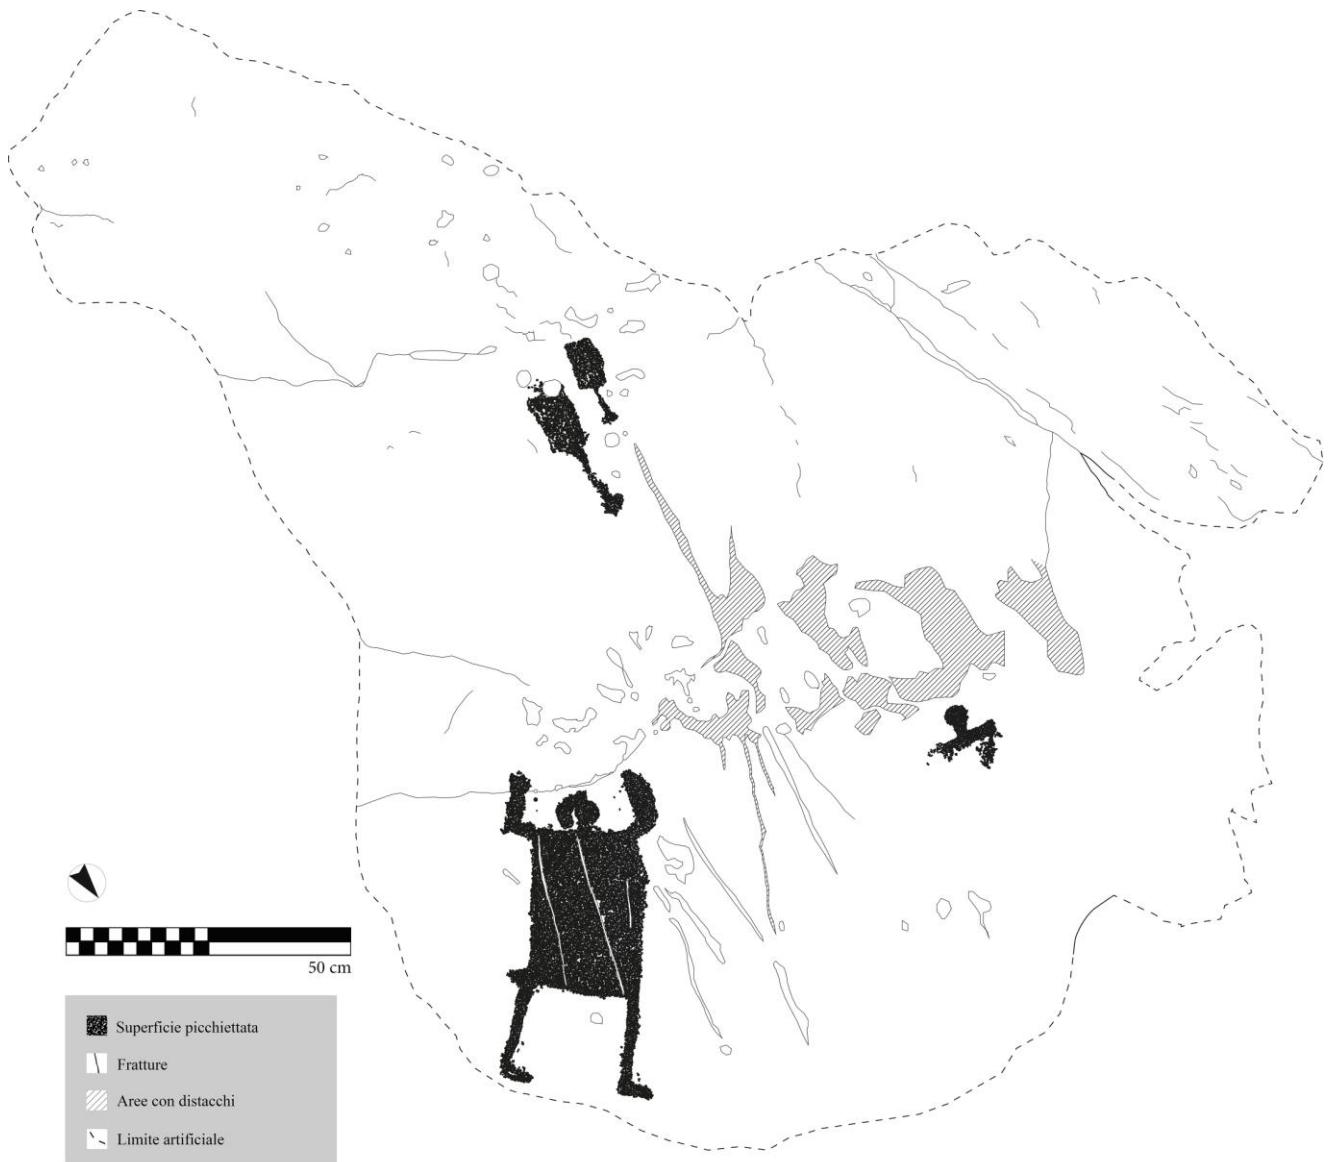 50 cm
Superficie picchiettata
Fratture
Aree con distacchi
Limite artificiale